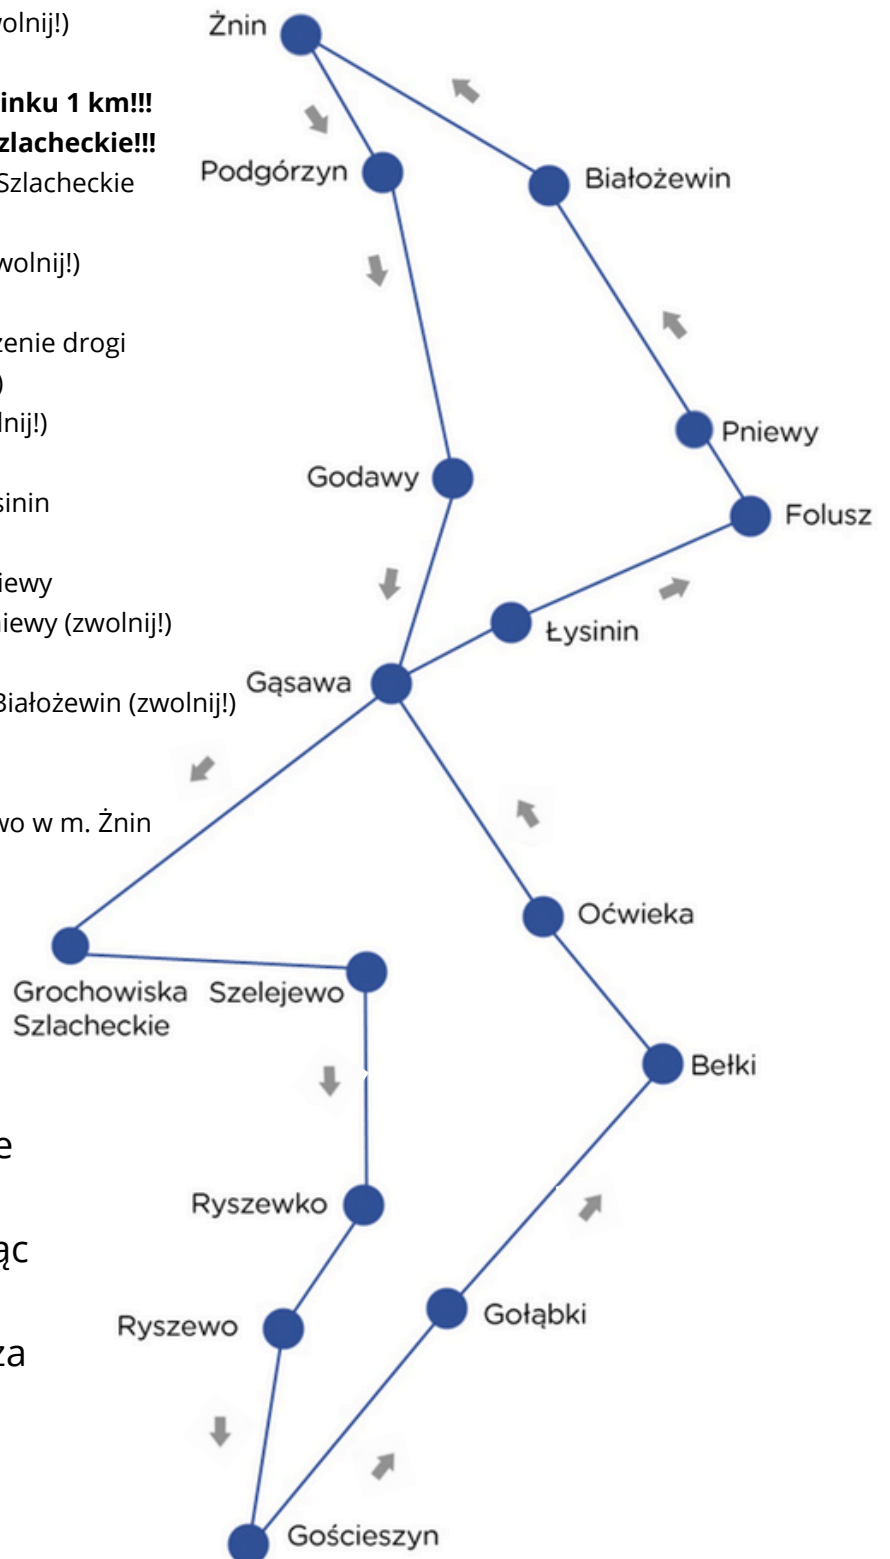 wolnij!)
inku 1 km!!!
zlacheckie!!!
Szlacheckie
wolnij!)
zenie drogi
)
lnij!)
sinin
iewy
niewy (zwolnij!)
Białożewin (zwolnij!)
wo w m. Żnin
e
ąc
za
Żnin
Podgórzyn
Białożewin
Godawy
Pniewy
Folusz
Łysinin
Gąsawa
Oćwieka
Grochowiska
Szlacheckie
Szelejewo
Bełki
Ryszewko
Gołąbki
Ryszewo
Gościeszyn